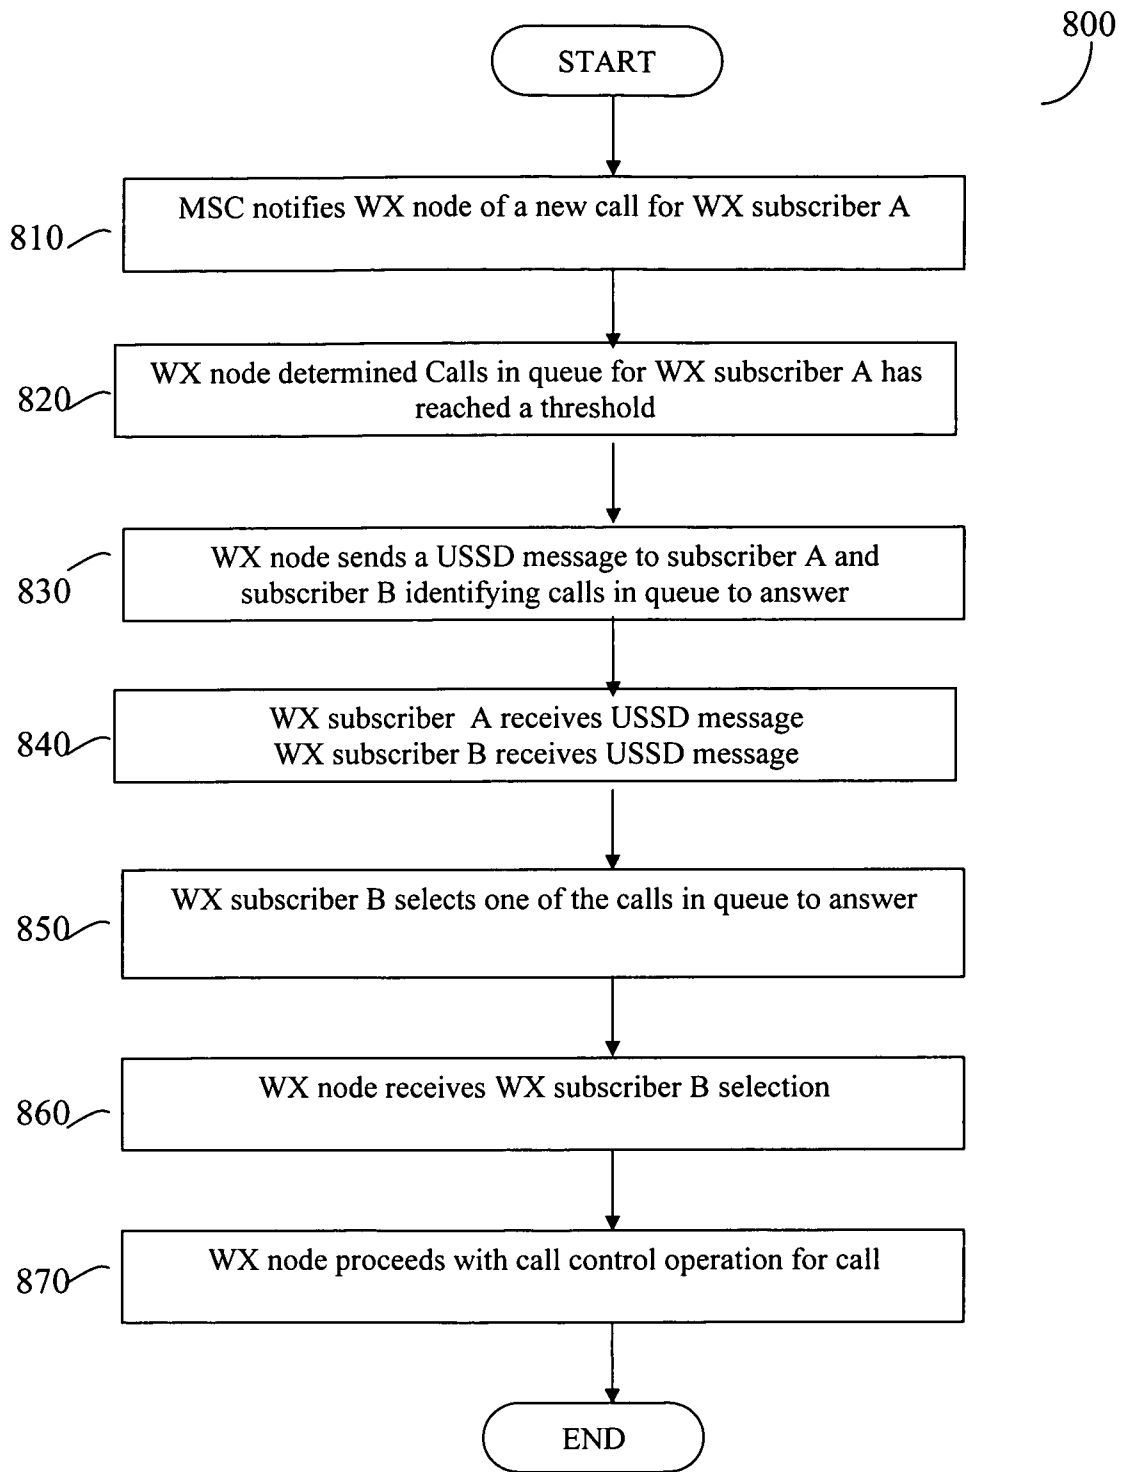 800
START
MSC notifies WX node of a new call for WX subscriber A
810
WX node determined Calls in queue for WX subscriber A has
reached a threshold
820
WX node sends a USSD message to subscriber A and
subscriber B identifying calls in queue to answer
830
WX subscriber A receives USSD message
WX subscriber B receives USSD message
840
WX subscriber B selects one of the calls in queue to answer
850
WX node receives WX subscriber B selection
860
WX node proceeds with call control operation for call
870
END